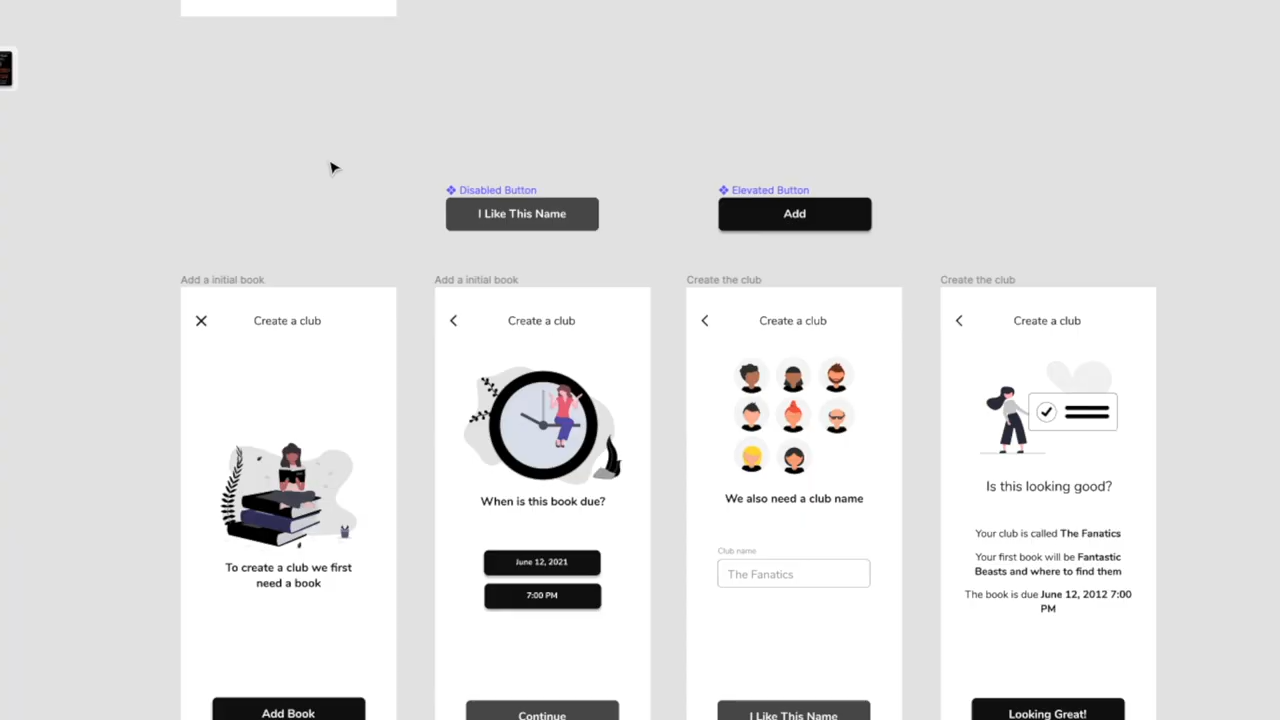 Disabled Button
I Like This Name
Elevated Button
Add
Add a initial book
Create a club
To create a club we first
need a book
Add Book
Add a initial book
Create a club
When is this book due?
June 12, 2021
7:00 PM
Continue
Create the club
Create a club
We also need a club name
Club name
The Fanatics
I Like This Name
Create the club
Create a club
Is this looking good?
Your club is called The Fanatics
Your first book will be Fantastic
Beasts and where to find them
The book is due June 12, 2012 7:00
PM
Looking Great!